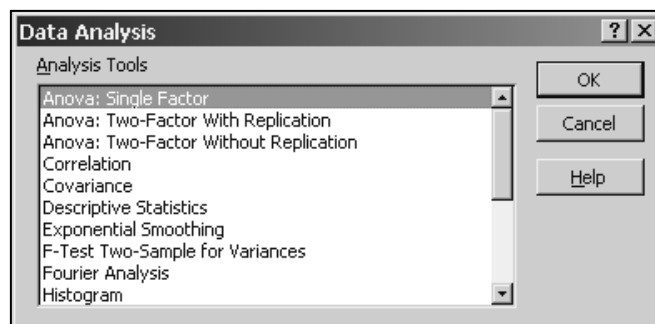 Data Analysis
Analysis Tools
Anova: Single Factor
Anova: Two-Factor With Replication
Anova: Two-Factor Without Replication
Correlation
Covariance
Descriptive Statistics
Exponential Smoothing
F-Test Two-Sample for Variances
Fourier Analysis
Histogram
OK
Cancel
Help